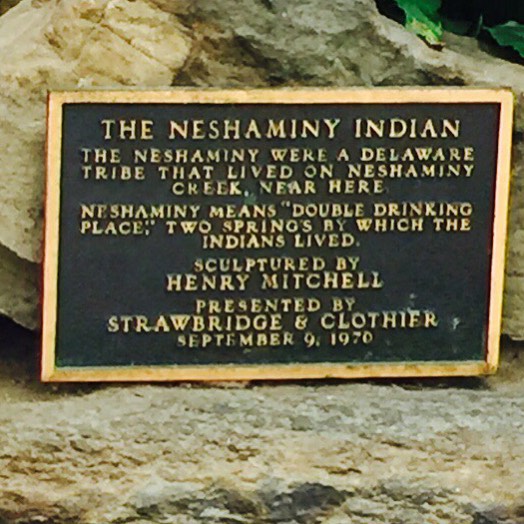 THE NESHAMINY INDIAN
THE NESHAMINY WERE A DELAWARE
TRIBE THAT LIVED ON NESHAMINY
CREEK, NEAR HERE.
NESHAMINY MEANS "DOUBLE DRINKING
PLACE," TWO SPRINGS BY WHICH THE
INDIANS LIVED.
SCULPTURED BY
HENRY MITCHELL
PRESENTED BY
STRAWBRIDGE & CLOTHIER
SEPTEMBER 9, 1970